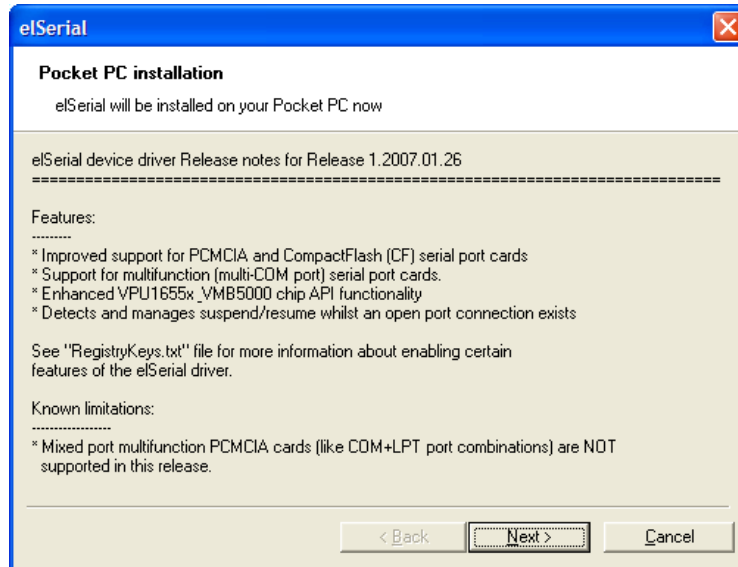 elSerial
Pocket PC installation
elSerial will be installed on your Pocket PC now
elSerial device driver Release notes for Release 1.2007.01.26
==============================================================================
Features:
---------
* Improved support for PCMCIA and CompactFlash (CF) serial port cards
* Support for multifunction (multi-COM port) serial port cards.
* Enhanced VPU1655x_VMB5000 chip API functionality
* Detects and manages suspend/resume whilst an open port connection exists
See "RegistryKeys.txt" file for more information about enabling certain
features of the elSerial driver.
Known limitations:
------------------
* Mixed port multifunction PCMCIA cards (like COM+LPT port combinations) are NOT
supported in this release.
< Back Next > Cancel